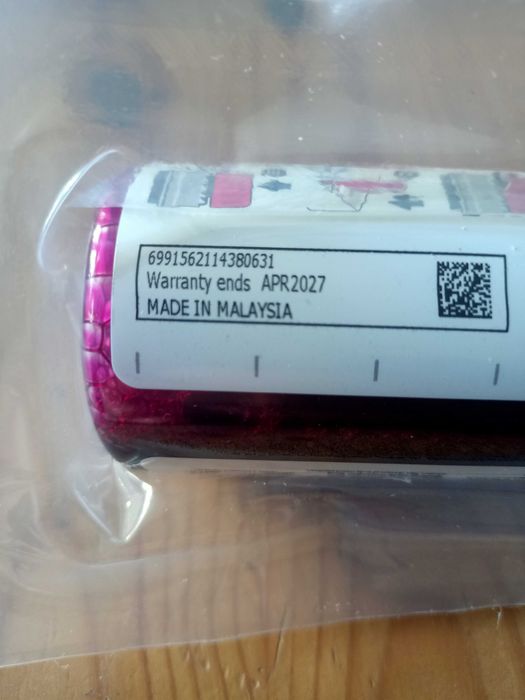 6991562114380631
Warranty ends APR2027
MADE IN MALAYSIA